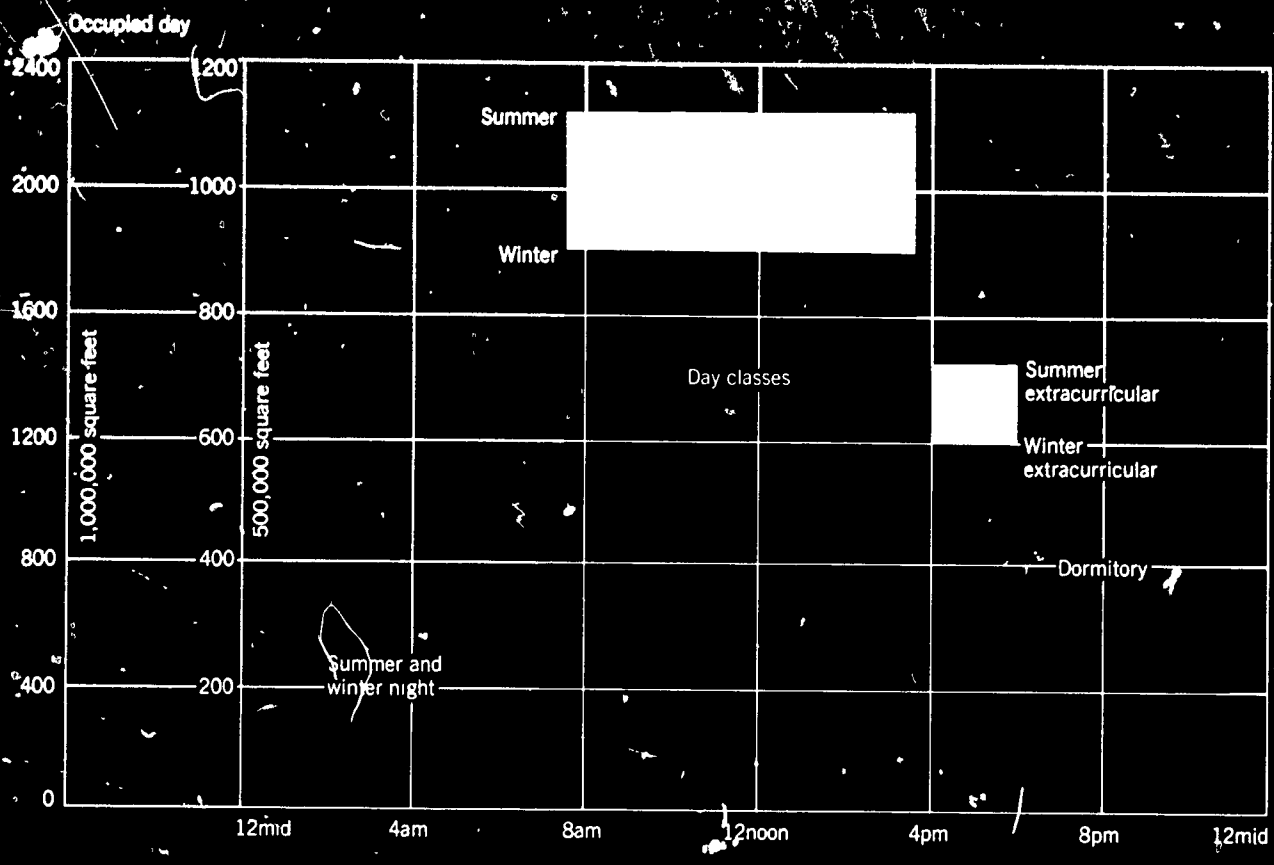 Occupied day
2400 1200
Summer
2000 1000
Winter
1600 800
1,000,000 square feet
500,000 square feet
Day classes
Summer
extracurricular
1200 600
Winter
extracurricular
800 400
Dormitory
Summer and
winter night
400 200
0
12mid 4am 8am 12noon 4pm 8pm 12mid